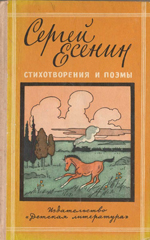 Сергей
Есенин
СТИХОТВОРЕНИЯ И ПОЭМЫ
Издательство
«Детская литература»